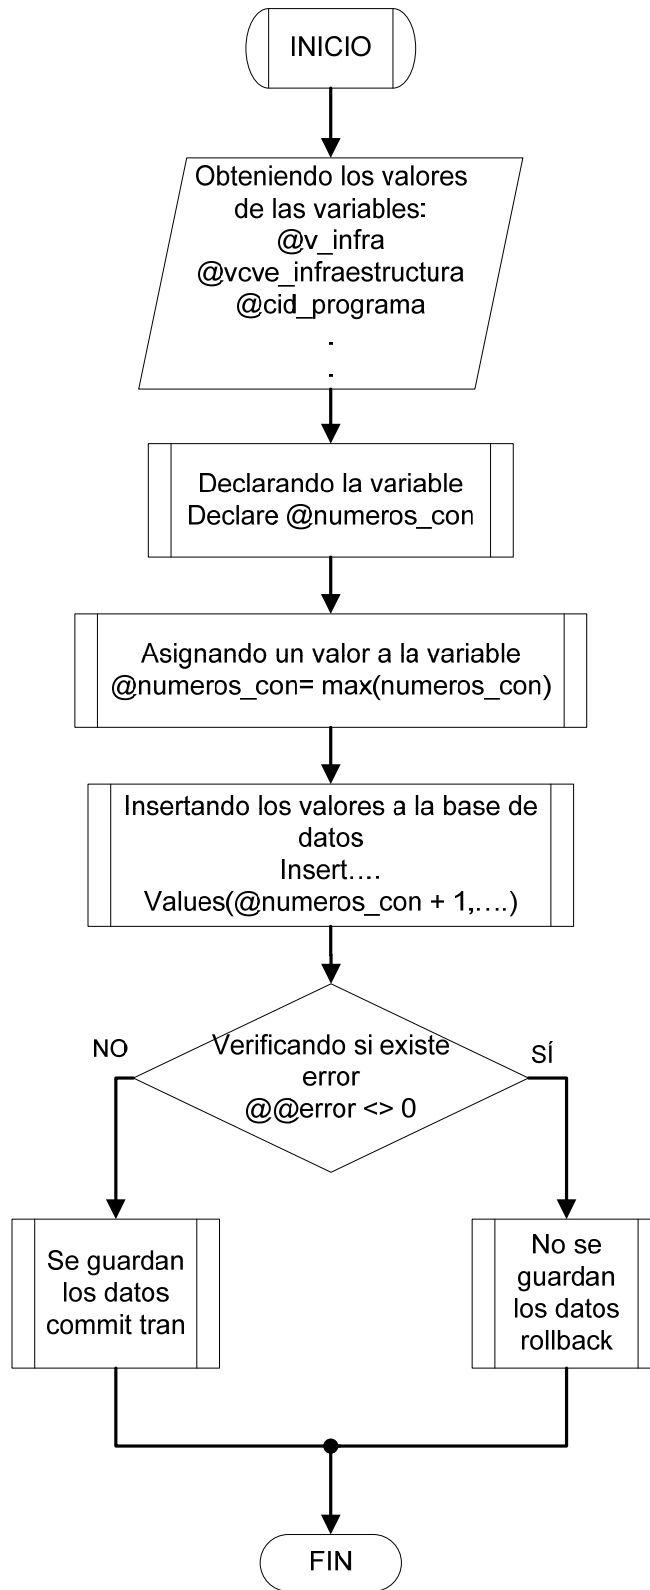 INICIO
Obteniendo los valores
de las variables:
@v_infra
@vcve_infraestructura
@cid_programa
.
.
Declarando la variable
Declare @numeros_con
Asignando un valor a la variable
@numeros_con= max(numeros_con)
Insertando los valores a la base de
datos
Insert….
Values(@numeros_con + 1,….)
Verificando si existe
error
@@error <> 0
NO
SÍ
Se guardan
los datos
commit tran
No se
guardan
los datos
rollback
FIN